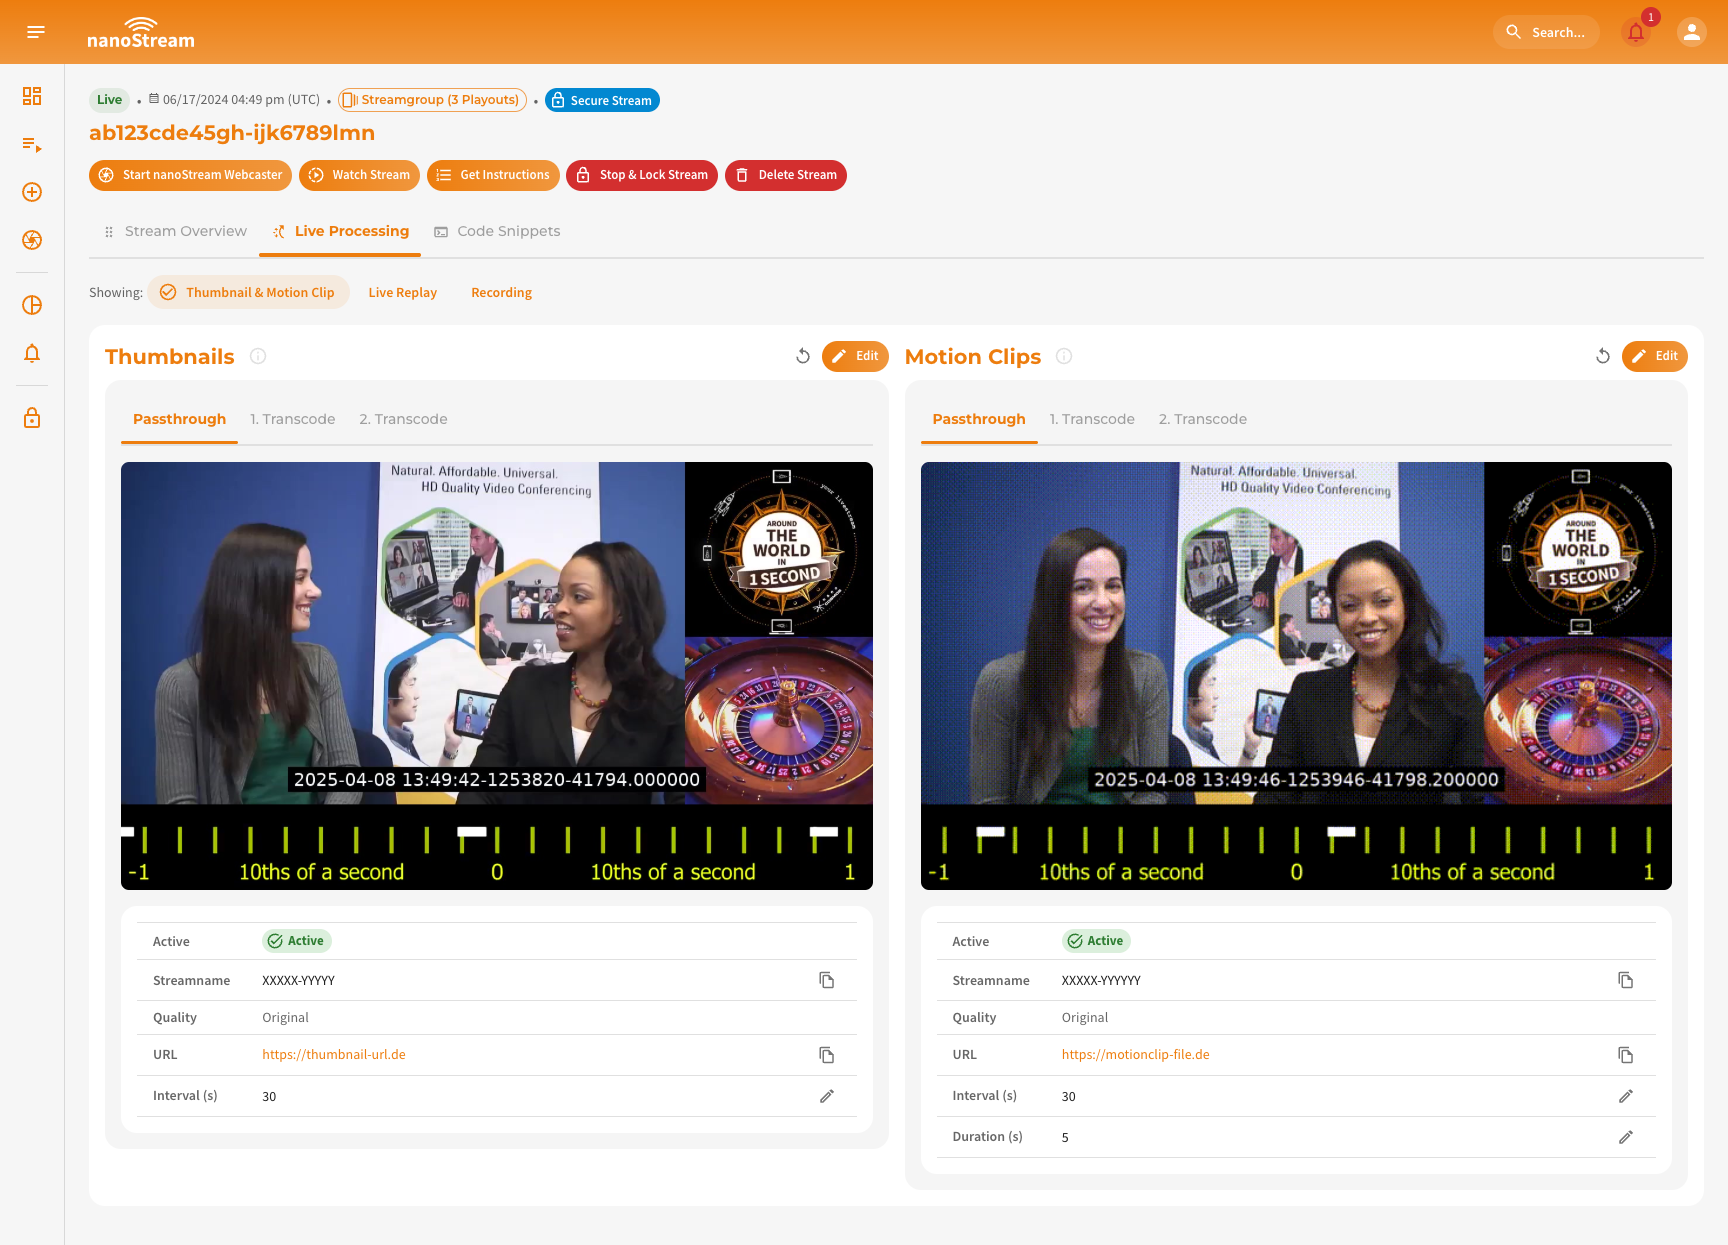 nanoStream
Search...
1
Live • 06/17/2024 04:49 pm (UTC) • Streamgroup (3 Playouts) • Secure Stream
ab123cde45gh-ijk6789lmn
Start nanoStream Webcaster
Watch Stream
Get Instructions
Stop & Lock Stream
Delete Stream
Stream Overview
Live Processing
Code Snippets
Showing:
Thumbnail & Motion Clip
Live Replay
Recording
Thumbnails
Edit
Passthrough
1. Transcode
2. Transcode
Natural. Affordable. Universal.
HD Quality Video Conferencing
your livestream
AROUND
THE
WORLD
IN
1 SECOND
2025-04-08 13:49:42-1253820-41794.000000
-1 10ths of a second 0 10ths of a second 1
Active Active
Streamname XXXXX-YYYYY
Quality Original
URL https://thumbnail-url.de
Interval (s) 30
Motion Clips
Edit
Passthrough
1. Transcode
2. Transcode
Natural. Affordable. Universal.
HD Quality Video Conferencing
your livestream
AROUND
THE
WORLD
IN
1 SECOND
2025-04-08 13:49:46-1253946-41798.200000
-1 10ths of a second 0 10ths of a second 1
Active Active
Streamname XXXXX-YYYYYY
Quality Original
URL https://motionclip-file.de
Interval (s) 30
Duration (s) 5